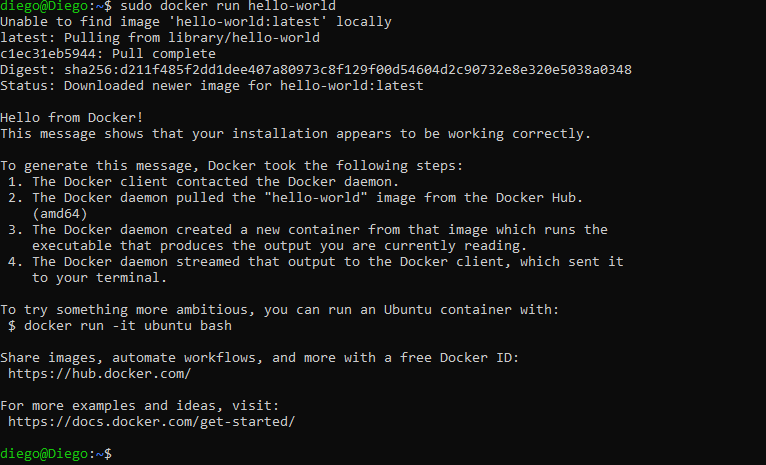 diego@Diego:~$ sudo docker run hello-world
Unable to find image 'hello-world:latest' locally
latest: Pulling from library/hello-world
c1ec31eb5944: Pull complete
Digest: sha256:d211f485f2dd1dee407a80973c8f129f00d54604d2c90732e8e320e5038a0348
Status: Downloaded newer image for hello-world:latest

Hello from Docker!
This message shows that your installation appears to be working correctly.

To generate this message, Docker took the following steps:
 1. The Docker client contacted the Docker daemon.
 2. The Docker daemon pulled the "hello-world" image from the Docker Hub.
    (amd64)
 3. The Docker daemon created a new container from that image which runs the
    executable that produces the output you are currently reading.
 4. The Docker daemon streamed that output to the Docker client, which sent it
    to your terminal.

To try something more ambitious, you can run an Ubuntu container with:
 $ docker run -it ubuntu bash

Share images, automate workflows, and more with a free Docker ID:
 https://hub.docker.com/

For more examples and ideas, visit:
 https://docs.docker.com/get-started/

diego@Diego:~$